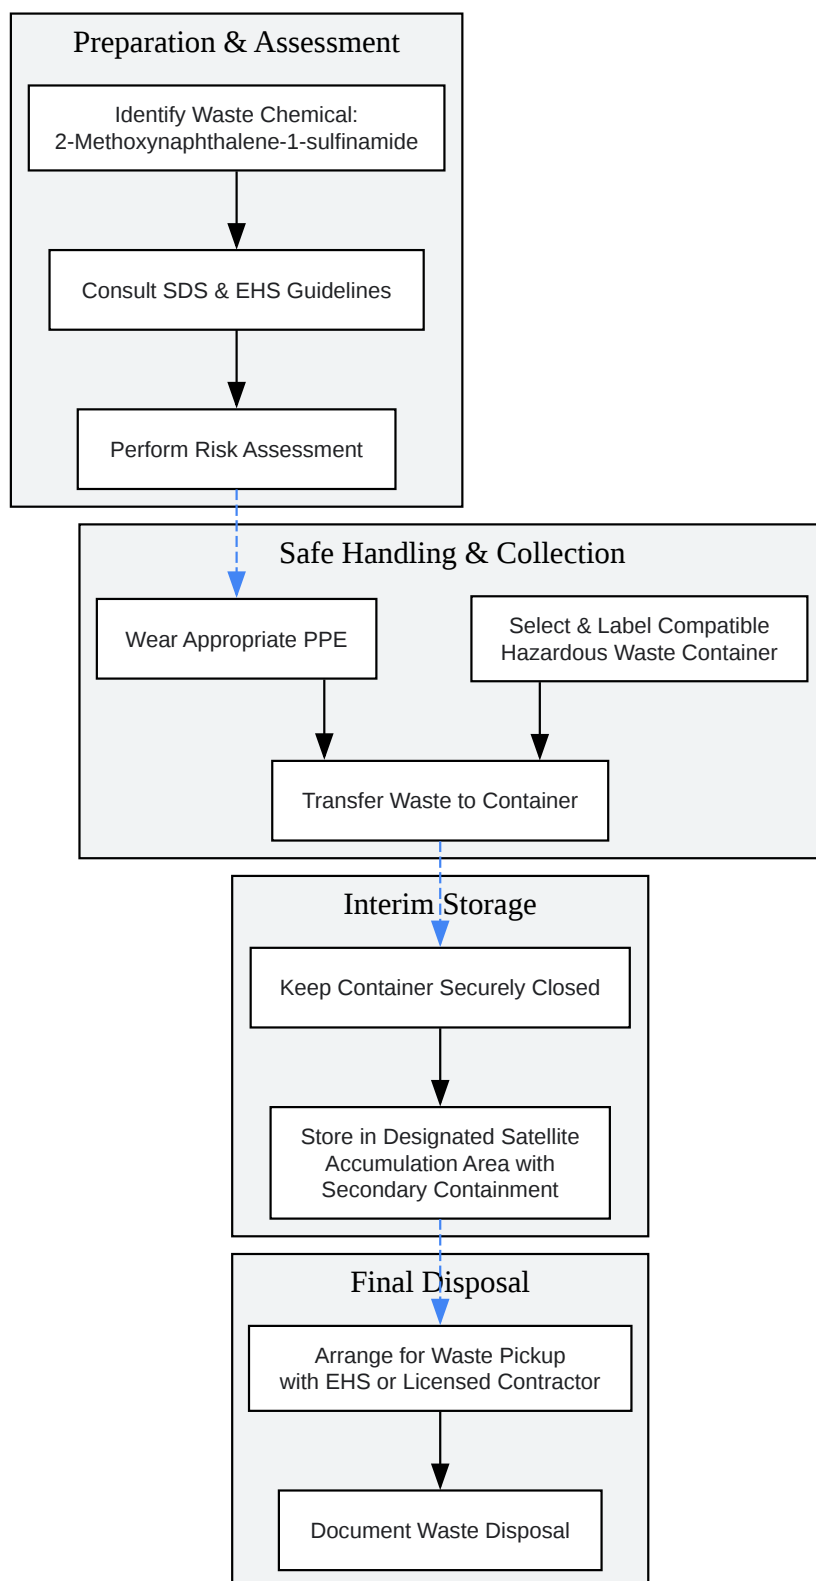 Preparation & Assessment
Identify Waste Chemical:
2-Methoxynaphthalene-1-sulfinamide
Consult SDS & EHS Guidelines
Perform Risk Assessment
Safe Handling & Collection
Wear Appropriate PPE
Select & Label Compatible
Hazardous Waste Container
Transfer Waste to Container
Interim Storage
Keep Container Securely Closed
Store in Designated Satellite
Accumulation Area with
Secondary Containment
Final Disposal
Arrange for Waste Pickup
with EHS or Licensed Contractor
Document Waste Disposal